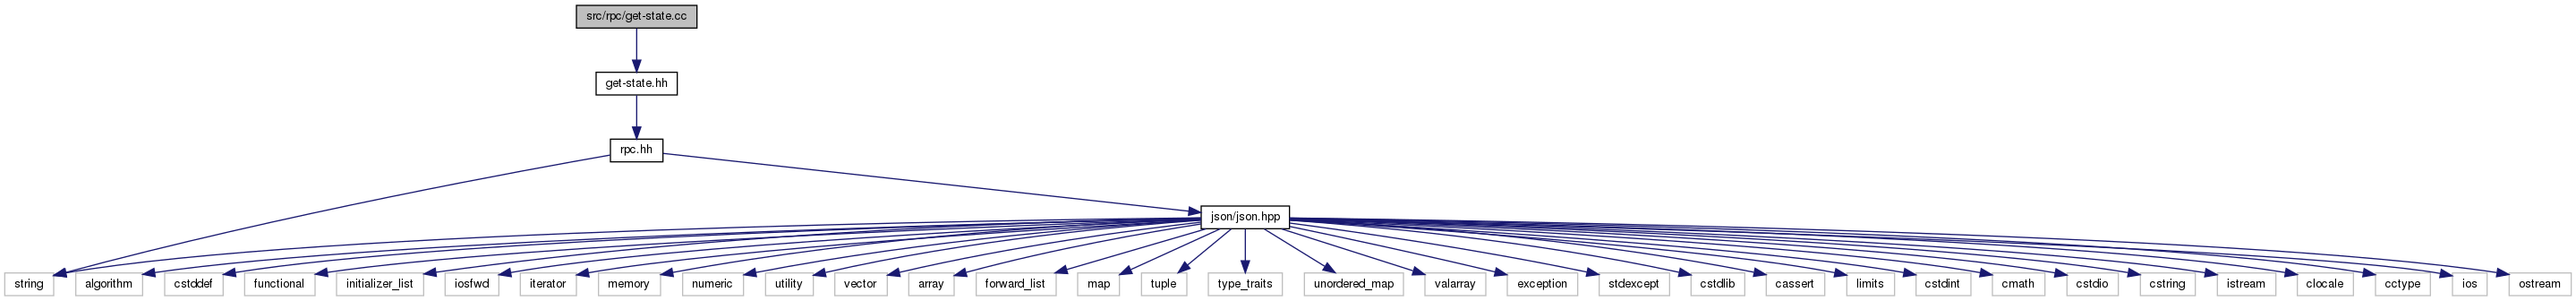 src/rpc/get-state.cc
get-state.hh
rpc.hh
json/json.hpp
string algorithm cstddef functional initializer_list iosfwd iterator memory numeric utility vector array forward_list map tuple type_traits unordered_map valarray exception stdexcept cstdlib cassert limits cstdint cmath cstdio cstring istream clocale cctype ios ostream